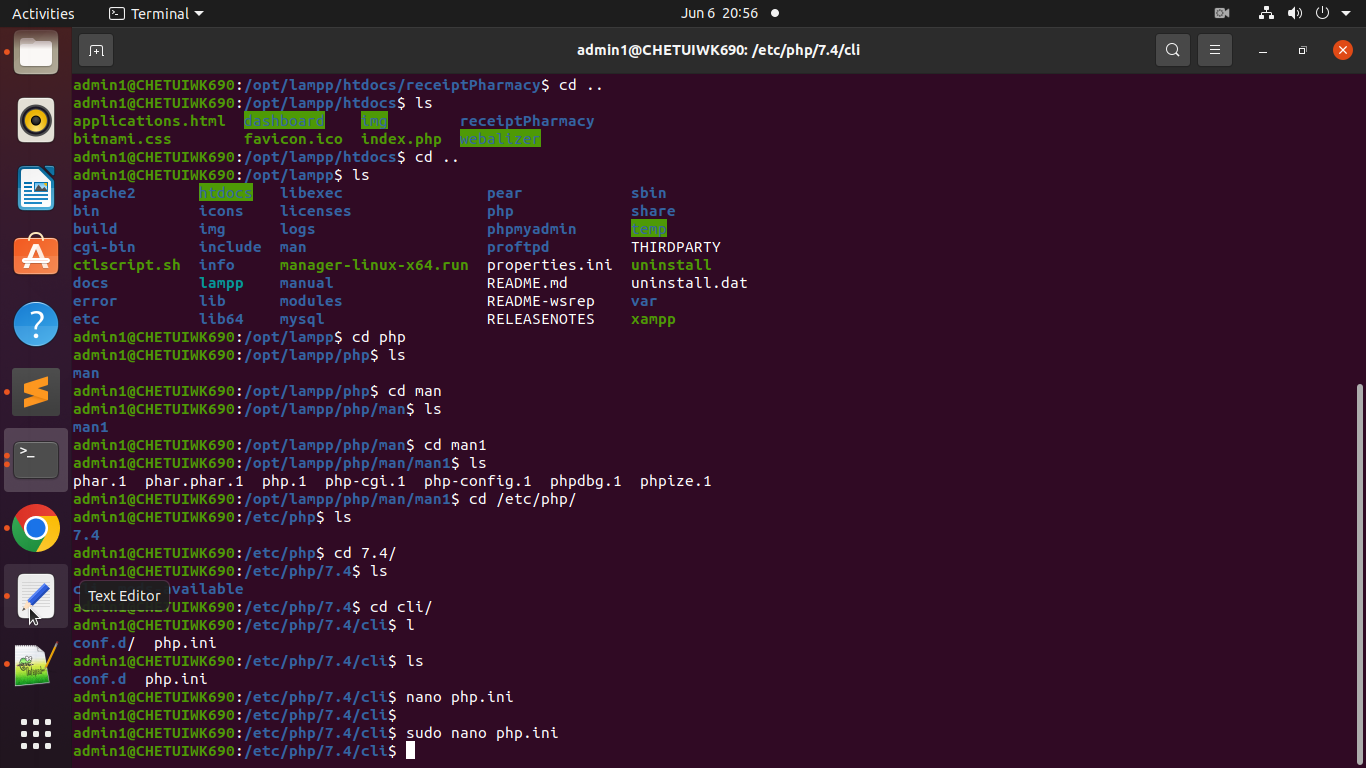 Activities Terminal Jun 6 20:56
admin1@CHETUIWK690: /etc/php/7.4/cli
admin1@CHETUIWK690:/opt/lampp/htdocs/receiptPharmacy$ cd ..
admin1@CHETUIWK690:/opt/lampp/htdocs$ ls
applications.html dashboard img receiptPharmacy
bitnami.css favicon.ico index.php webalizer
admin1@CHETUIWK690:/opt/lampp/htdocs$ cd ..
admin1@CHETUIWK690:/opt/lampp$ ls
apache2 htdocs libexec pear sbin
bin icons licenses php share
build img logs phpmyadmin temp
cgi-bin include man proftpd THIRDPARTY
ctlscript.sh info manager-linux-x64.run properties.ini uninstall
docs lampp manual README.md uninstall.dat
error lib modules README-wsrep var
etc lib64 mysql RELEASENOTES xampp
admin1@CHETUIWK690:/opt/lampp$ cd php
admin1@CHETUIWK690:/opt/lampp/php$ ls
man
admin1@CHETUIWK690:/opt/lampp/php$ cd man
admin1@CHETUIWK690:/opt/lampp/php/man$ ls
man1
admin1@CHETUIWK690:/opt/lampp/php/man$ cd man1
admin1@CHETUIWK690:/opt/lampp/php/man/man1$ ls
phar.1 phar.phar.1 php.1 php-cgi.1 php-config.1 phpdbg.1 phpize.1
admin1@CHETUIWK690:/opt/lampp/php/man/man1$ cd /etc/php/
admin1@CHETUIWK690:/etc/php$ ls
7.4
admin1@CHETUIWK690:/etc/php$ cd 7.4/
admin1@CHETUIWK690:/etc/php/7.4$ ls
available
Text Editor
admin1@CHETUIWK690:/etc/php/7.4$ cd cli/
admin1@CHETUIWK690:/etc/php/7.4/cli$ l
conf.d/ php.ini
admin1@CHETUIWK690:/etc/php/7.4/cli$ ls
conf.d php.ini
admin1@CHETUIWK690:/etc/php/7.4/cli$ nano php.ini
admin1@CHETUIWK690:/etc/php/7.4/cli$
admin1@CHETUIWK690:/etc/php/7.4/cli$ sudo nano php.ini
admin1@CHETUIWK690:/etc/php/7.4/cli$